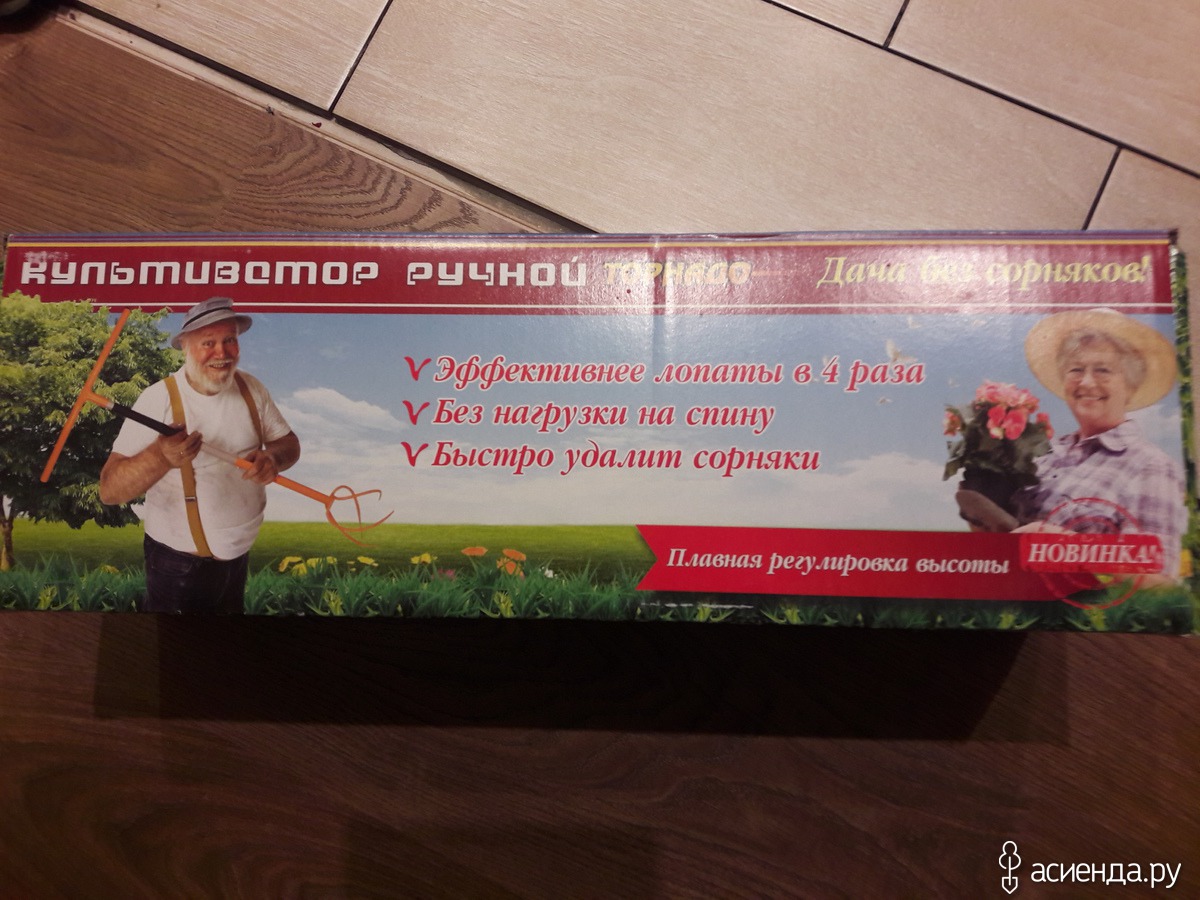 Культиватор ручной ТОРНАДО Дача без сорняков!
Эффективнее лопаты в 4 раза
Без нагрузки на спину
Быстро удалит сорняки
Плавная регулировка высоты
НОВИНКА!
асиенда.ру